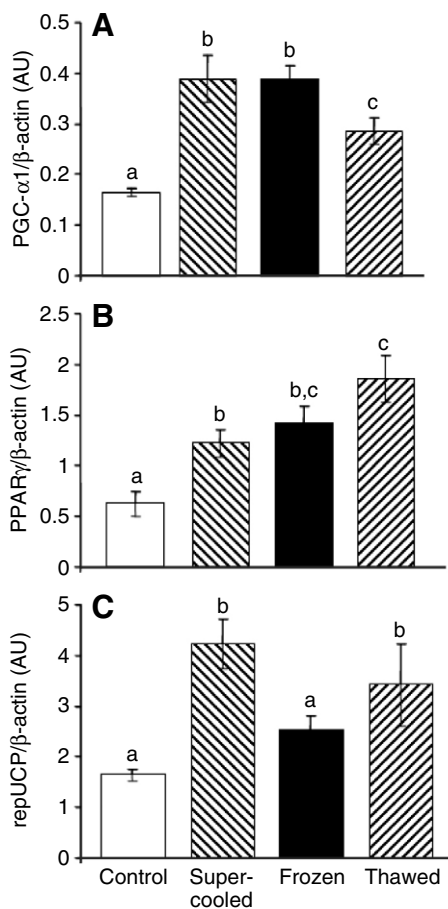 A
PGC-α1/β-actin (AU)
0.5
0.4
0.3
0.2
0.1
0
a
b
b
c
B
PPARγ/β-actin (AU)
2.5
2
1.5
1
0.5
0
a
b
b,c
c
C
repUCP/β-actin (AU)
5
4
3
2
1
0
a
b
a
b
Control
Super-
cooled
Frozen
Thawed